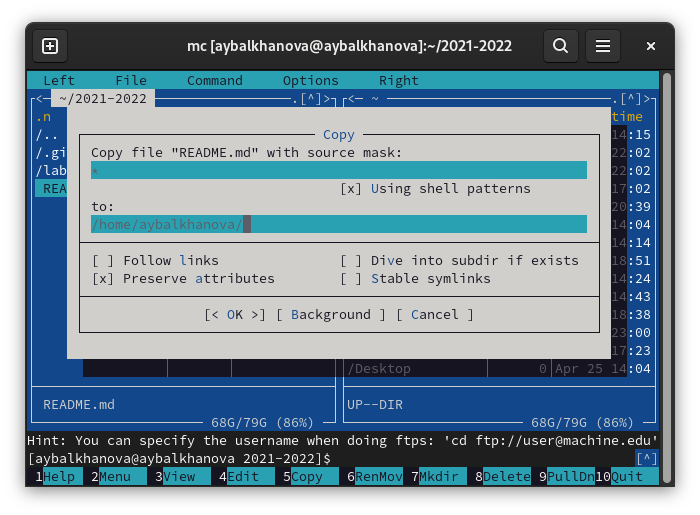 mc [aybalkhanova@aybalkhanova]:~/2021-2022
Left File Command Options Right
<─ ~/2021-2022 .[^]> <─ ~ .[^]>
.n time
/.. 14:15
Copy
/.gi 22:02
Copy file "README.md" with source mask:
/lab 22:02
*
REA 17:02
[x] Using shell patterns
to: 20:39
/home/aybalkhanova/ 14:04
14:14
[ ] Follow links [ ] Dive into subdir if exists 18:51
[x] Preserve attributes [ ] Stable symlinks 14:24
14:43
[< OK >] [ Background ] [ Cancel ] 18:38
23:00
17:23
/Desktop 0 Apr 25 14:04
README.md UP--DIR
68G/79G (86%) 68G/79G (86%)
Hint: You can specify the username when doing ftps: 'cd ftp://user@machine.edu'
[aybalkhanova@aybalkhanova 2021-2022]$ [^]
1Help 2Menu 3View 4Edit 5Copy 6RenMov 7Mkdir 8Delete 9PullDn 10Quit